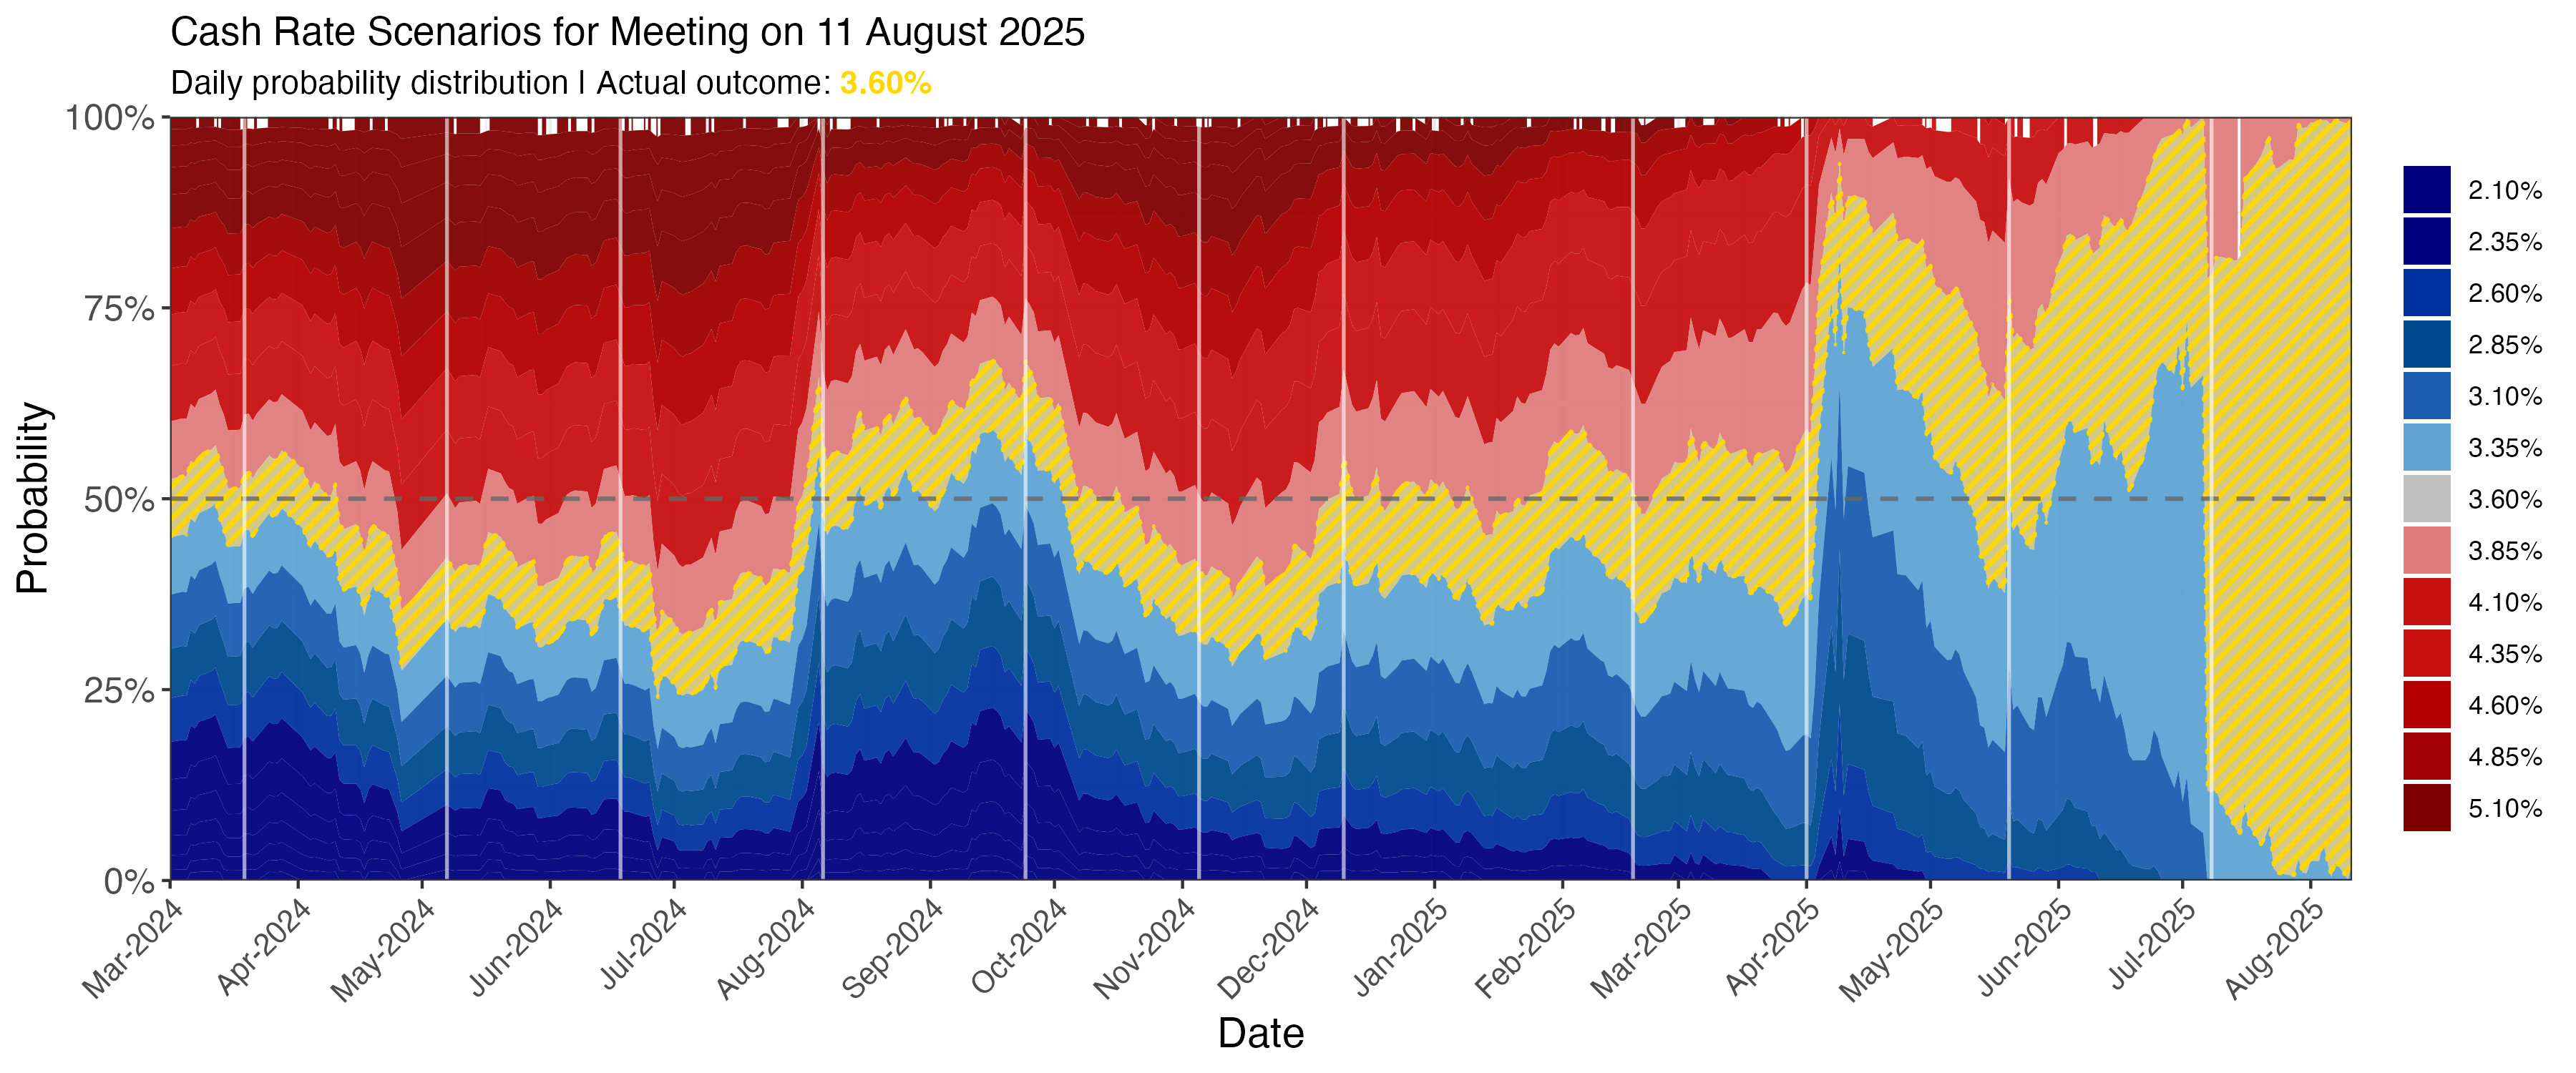 Cash Rate Scenarios for Meeting on 11 August 2025
Daily probability distribution | Actual outcome: 3.60%
Probability
100%
75%
50%
25%
0%
Mar-2024
Apr-2024
May-2024
Jun-2024
Jul-2024
Aug-2024
Sep-2024
Oct-2024
Nov-2024
Dec-2024
Jan-2025
Feb-2025
Mar-2025
Apr-2025
May-2025
Jun-2025
Jul-2025
Aug-2025
Date
2.10%
2.35%
2.60%
2.85%
3.10%
3.35%
3.60%
3.85%
4.10%
4.35%
4.60%
4.85%
5.10%